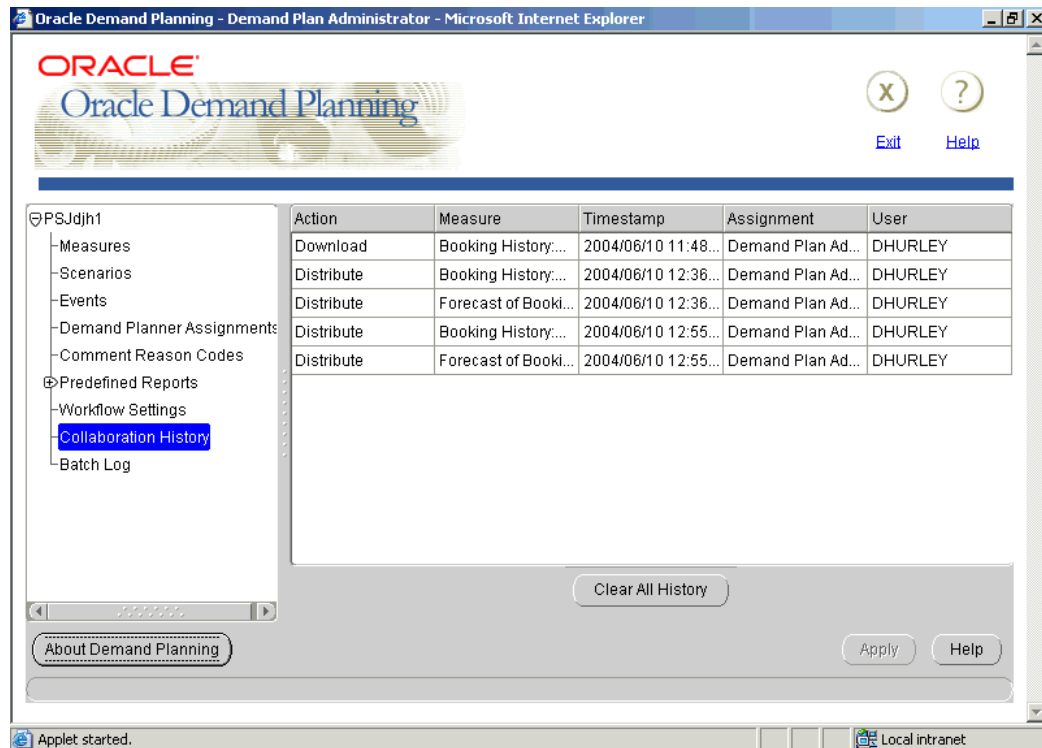 Oracle Demand Planning - Demand Plan Administrator - Microsoft Internet Explorer
ORACLE
Oracle Demand Planning
X
?
Exit
Help
PSJdjh1
Measures
Scenarios
Events
Demand Planner Assignments
Comment Reason Codes
Predefined Reports
Workflow Settings
Collaboration History
Batch Log
Action Measure Timestamp Assignment User
Download Booking History:... 2004/06/10 11:48... Demand Plan Ad... DHURLEY
Distribute Booking History:... 2004/06/10 12:36... Demand Plan Ad... DHURLEY
Distribute Forecast of Booki... 2004/06/10 12:36... Demand Plan Ad... DHURLEY
Distribute Booking History:... 2004/06/10 12:55... Demand Plan Ad... DHURLEY
Distribute Forecast of Booki... 2004/06/10 12:55... Demand Plan Ad... DHURLEY
Clear All History
About Demand Planning
Apply
Help
Applet started.
Local intranet